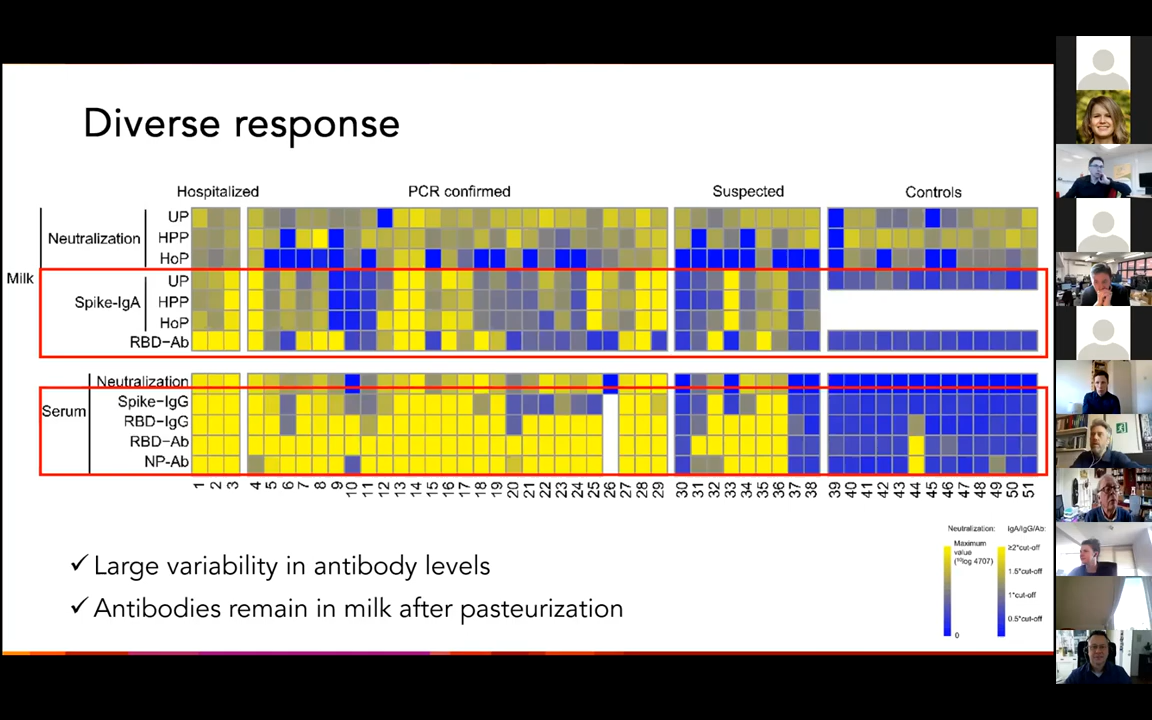 Diverse response
Hospitalized PCR confirmed Suspected Controls
Milk
Neutralization
UP
HPP
HoP
Spike-IgA
UP
HPP
HoP
RBD-Ab
Serum
Neutralization
Spike-IgG
RBD-IgG
RBD-Ab
NP-Ab
1 2 3 4 5 6 7 8 9 10 11 12 13 14 15 16 17 18 19 20 21 22 23 24 25 26 27 28 29 30 31 32 33 34 35 36 37 38 39 40 41 42 43 44 45 46 47 48 49 50 51
Neutralization: IgA/IgG/Ab:
Maximum
value
(¹⁰log 4707)
0
≥2*cut-off
1.5*cut-off
1*cut-off
0.5*cut-off
✓ Large variability in antibody levels
✓ Antibodies remain in milk after pasteurization